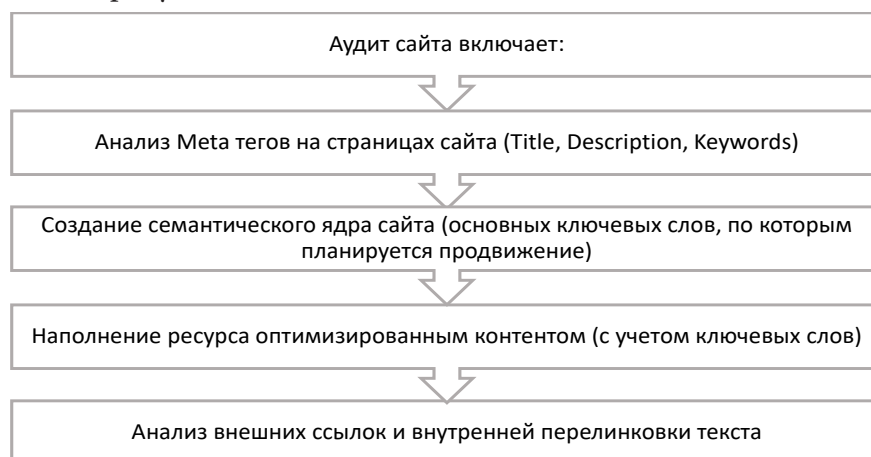 Аудит сайта включает:
Анализ Meta тегов на страницах сайта (Title, Description, Keywords)
Создание семантического ядра сайта (основных ключевых слов, по которым
планируется продвижение)
Наполнение ресурса оптимизированным контентом (с учетом ключевых слов)
Анализ внешних ссылок и внутренней перелинковки текста